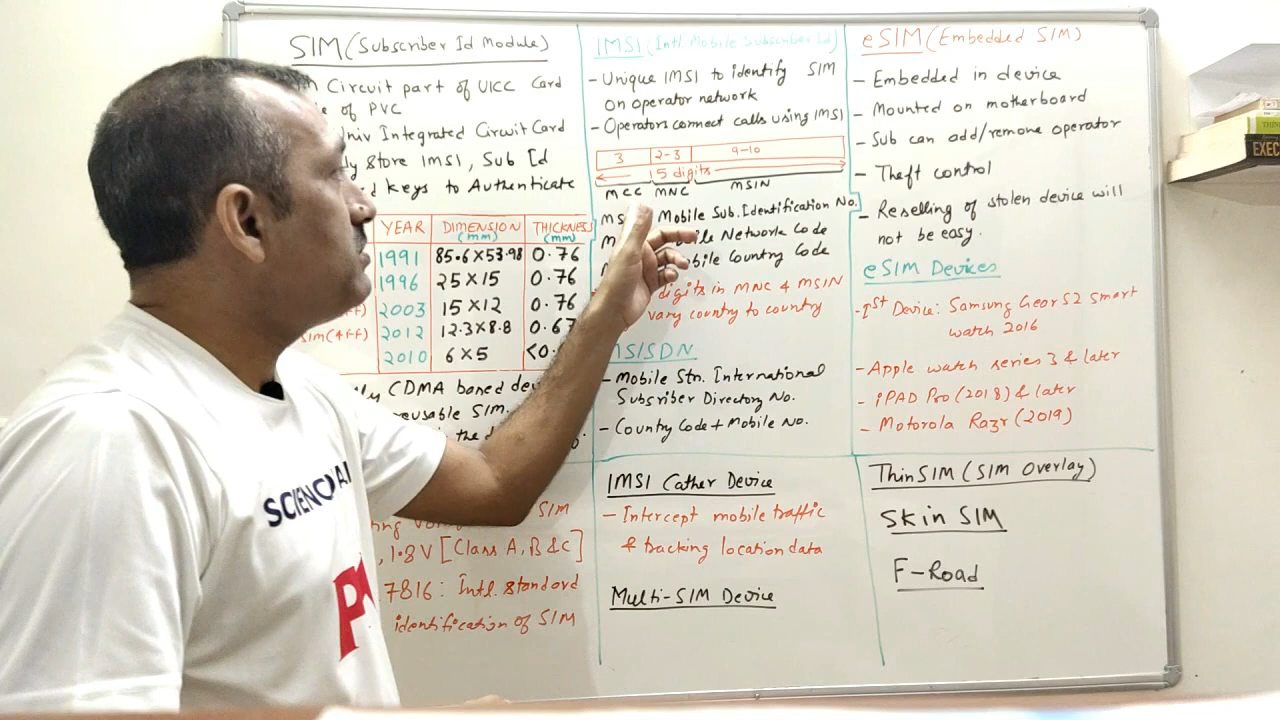 SIM (Subscriber Id Module)
Circuit part of UICC Card
of PVC
Univ Integrated Circuit Card
Store IMSI, Sub Id
Keys to Authenticate
YEAR DIMENSION (mm) THICKNESS (mm)
1991 85.6×53.98 0.76
1996 25×15 0.76
2003 15×12 0.76
sim(4FF) 2012 12.3×8.8 0.67
2010 6×5 <0.
CDMA based
reusable SIM.
the
SIM
, 1.8V [Class A, B & C]
7816: Intl. standard
identification of SIM
IMSI (Intl. Mobile Subscriber Id)
- Unique IMSI to identify SIM
on operator network
- Operators connect calls using IMSI
3 2-3 9-10
15 digits
MCC MNC MSIN
MS Mobile Sub. Identification No.
Network Code
Country Code
digits in MNC & MSIN
vary country to country
MSISDN
- Mobile Stn. International
Subsriber Directory No.
- Country Code + Mobile No.
IMSI Cather Device
- Intercept mobile traffic
& tracking location data
Multi-SIM Device
eSIM (Embedded SIM)
- Embedded in device
- Mounted on motherboard
- Sub can add/remove operator
- Theft control
- Reselling of stolen device will
not be easy.
eSIM Devices
- 1st Device: Samsung Gear S2 Smart
watch 2016
- Apple watch series 3 & later
- iPAD Pro (2018) & later
- Motorola Razr (2019)
ThinSIM (SIM Overlay)
Skin SIM
F-Road
SCIENC
P
EXEC